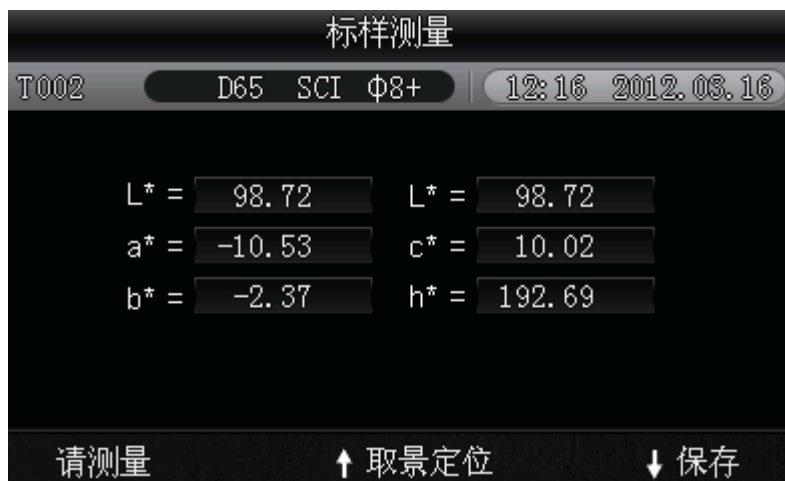 标样测量
T002 D65 SCI Φ8+ 12:16 2012.03.16
L* = 98.72 L* = 98.72
a* = -10.53 c* = 10.02
b* = -2.37 h* = 192.69
请测量 ↑ 取景定位 ↓ 保存